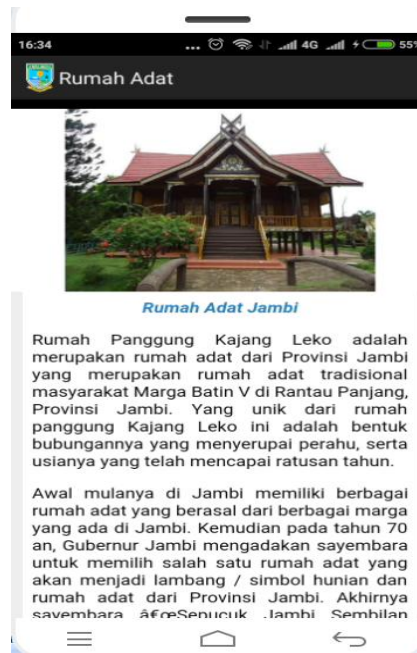 16:34
... 4G 55%
Rumah Adat
Rumah Adat Jambi
Rumah Panggung Kajang Leko adalah
merupakan rumah adat dari Provinsi Jambi
yang merupakan rumah adat tradisional
masyarakat Marga Batin V di Rantau Panjang,
Provinsi Jambi. Yang unik dari rumah
panggung Kajang Leko ini adalah bentuk
bubungannya yang menyerupai perahu, serta
usianya yang telah mencapai ratusan tahun.
Awal mulanya di Jambi memiliki berbagai
rumah adat yang berasal dari berbagai marga
yang ada di Jambi. Kemudian pada tahun 70
an, Gubernur Jambi mengadakan sayembara
untuk memilih salah satu rumah adat yang
akan menjadi lambang / simbol hunian dan
rumah adat dari Provinsi Jambi. Akhirnya
sayembara “Sepucuk Jambi Sembilan